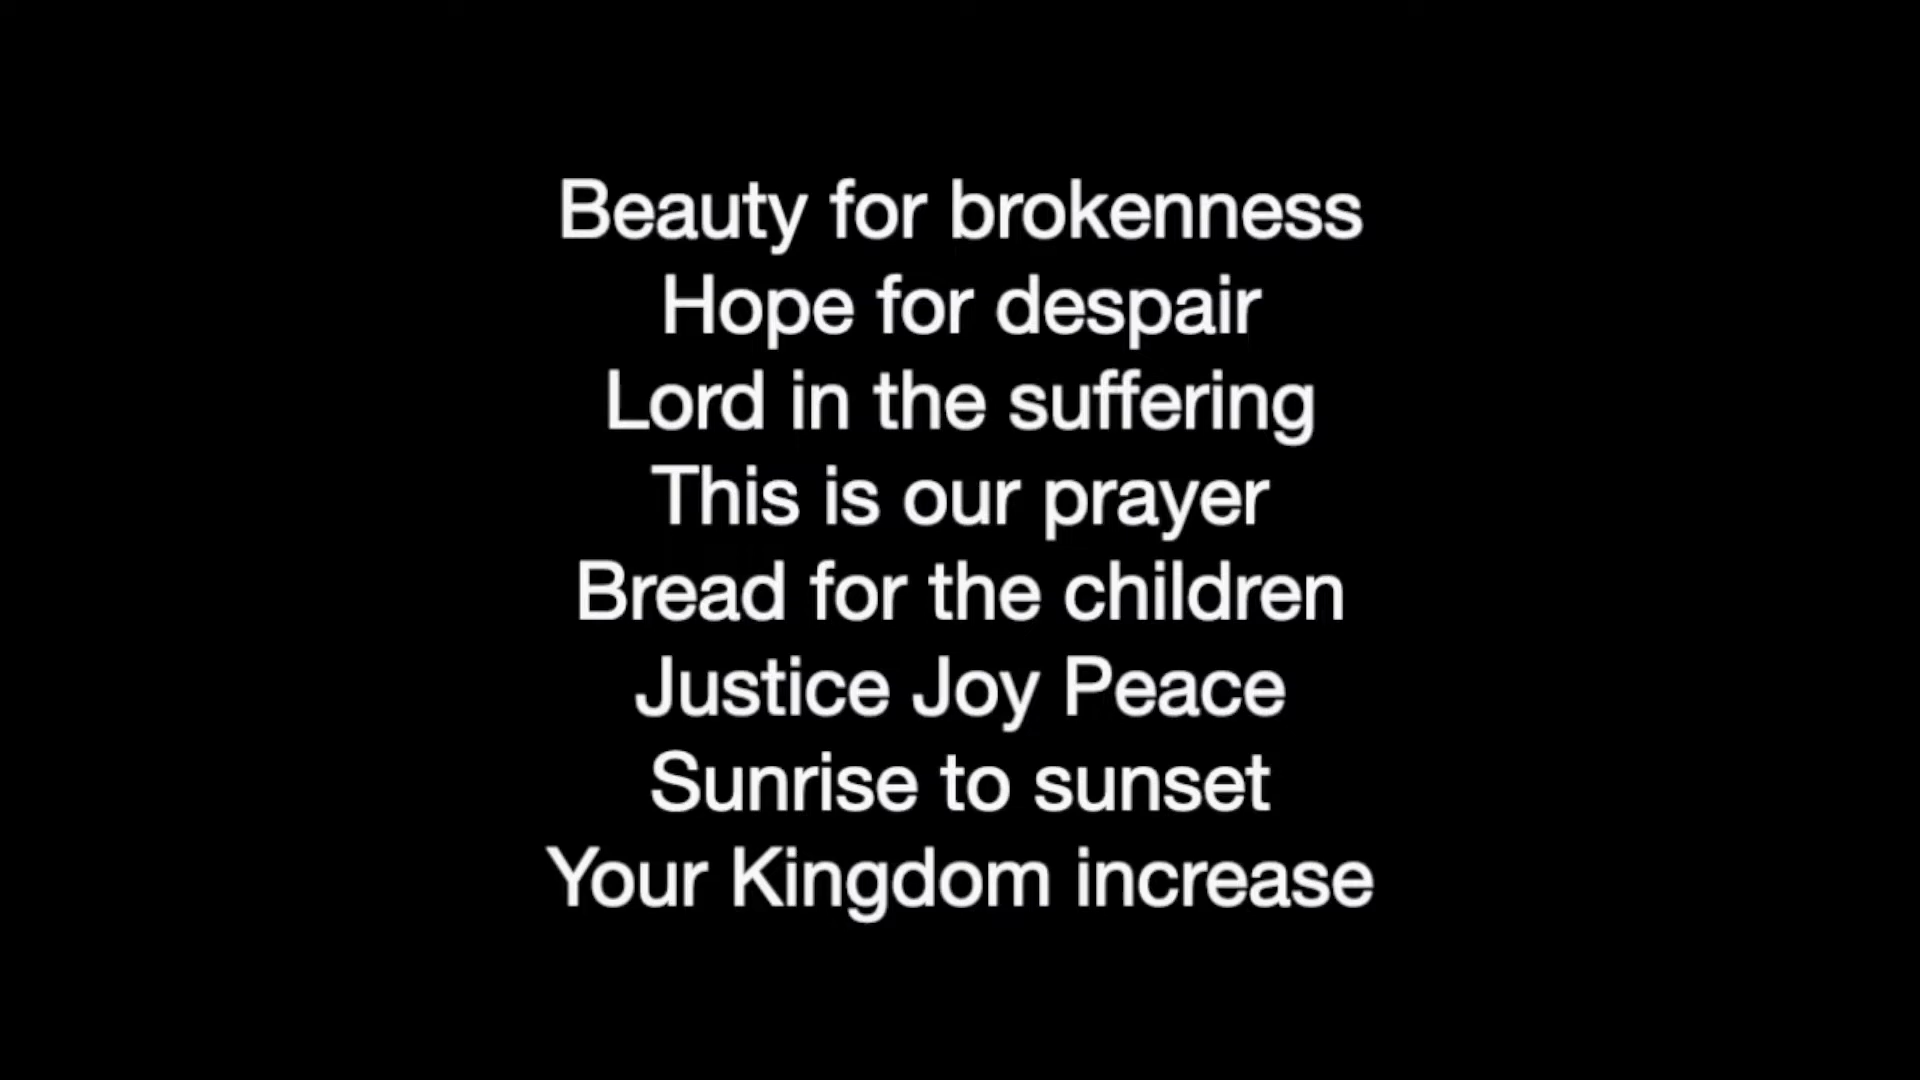 Beauty for brokenness
Hope for despair
Lord in the suffering
This is our prayer
Bread for the children
Justice Joy Peace
Sunrise to sunset
Your Kingdom increase